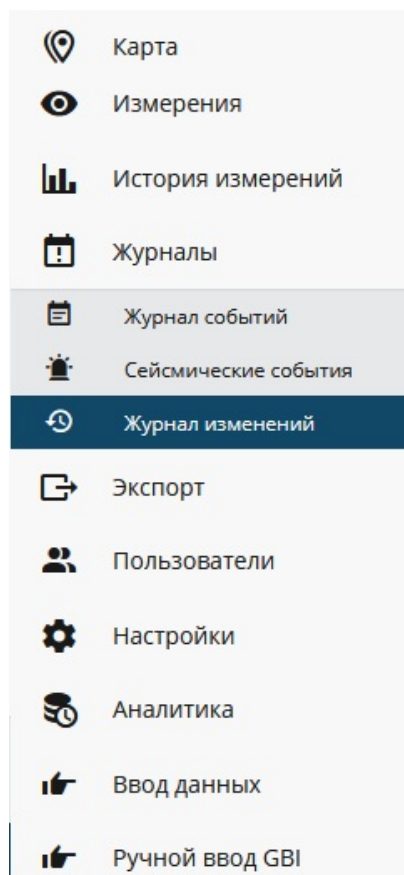 Карта
Измерения
История измерений
Журналы
Журнал событий
Сейсмические события
Журнал изменений
Экспорт
Пользователи
Настройки
Аналитика
Ввод данных
Ручной ввод GBI